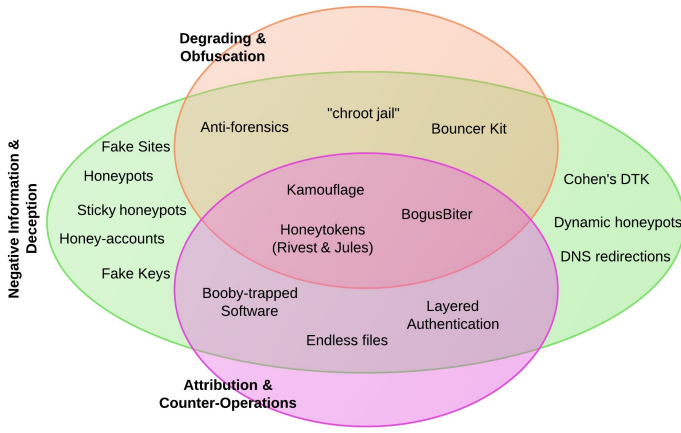 Degrading &
Obfuscation
"chroot jail"
Anti-forensics
Bouncer Kit
Negative Information &
Deception
Fake Sites
Honeypots
Sticky honeypots
Honey-accounts
Fake Keys
Kamouflage
BogusBiter
Honeytokens
(Rivest & Jules)
Cohen's DTK
Dynamic honeypots
DNS redirections
Booby-trapped
Software
Layered
Authentication
Endless files
Attribution &
Counter-Operations